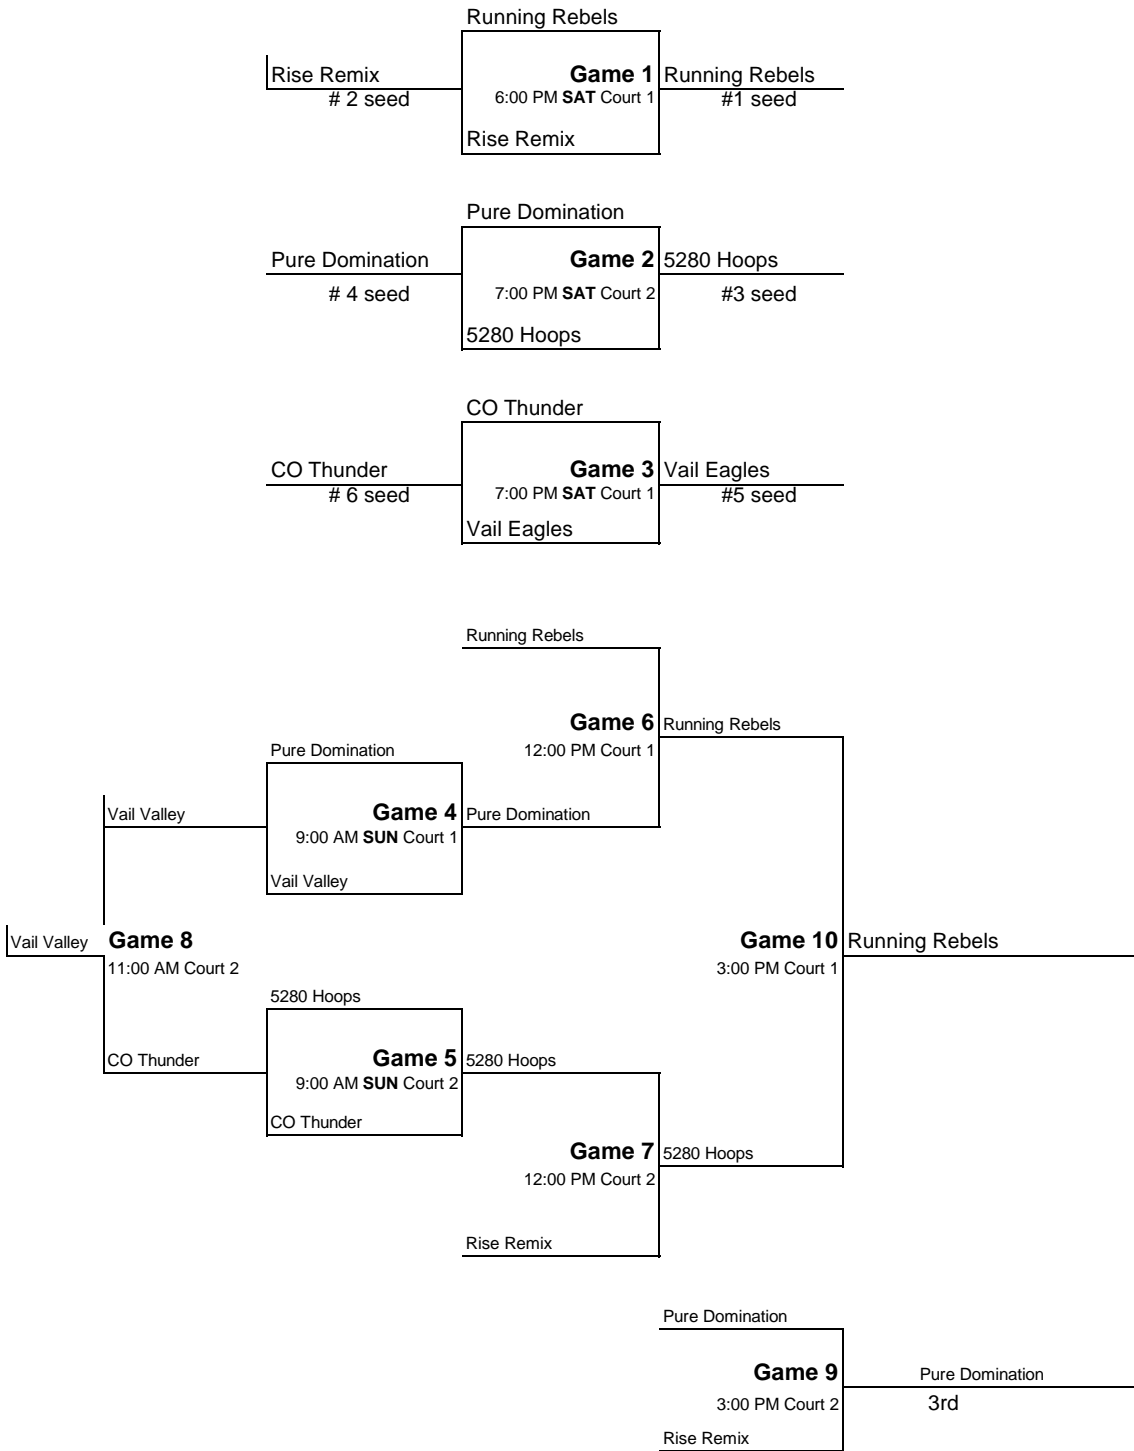 Running Rebels
Rise Remix
Game 1
Running Rebels
# 2 seed
6:00 PM SAT Court 1
#1 seed
Rise Remix
Pure Domination
Pure Domination
Game 2
5280 Hoops
# 4 seed
7:00 PM SAT Court 2
#3 seed
5280 Hoops
CO Thunder
CO Thunder
Game 3
Vail Eagles
# 6 seed
7:00 PM SAT Court 1
#5 seed
Vail Eagles
Running Rebels
Game 6
Running Rebels
12:00 PM Court 1
Pure Domination
Vail Valley
Game 4
Pure Domination
9:00 AM SUN Court 1
Vail Valley
Vail Valley
Game 8
Game 10
Running Rebels
11:00 AM Court 2
3:00 PM Court 1
5280 Hoops
CO Thunder
Game 5
5280 Hoops
9:00 AM SUN Court 2
CO Thunder
Game 7
5280 Hoops
12:00 PM Court 2
Rise Remix
Pure Domination
Game 9
Pure Domination
3:00 PM Court 2
3rd
Rise Remix